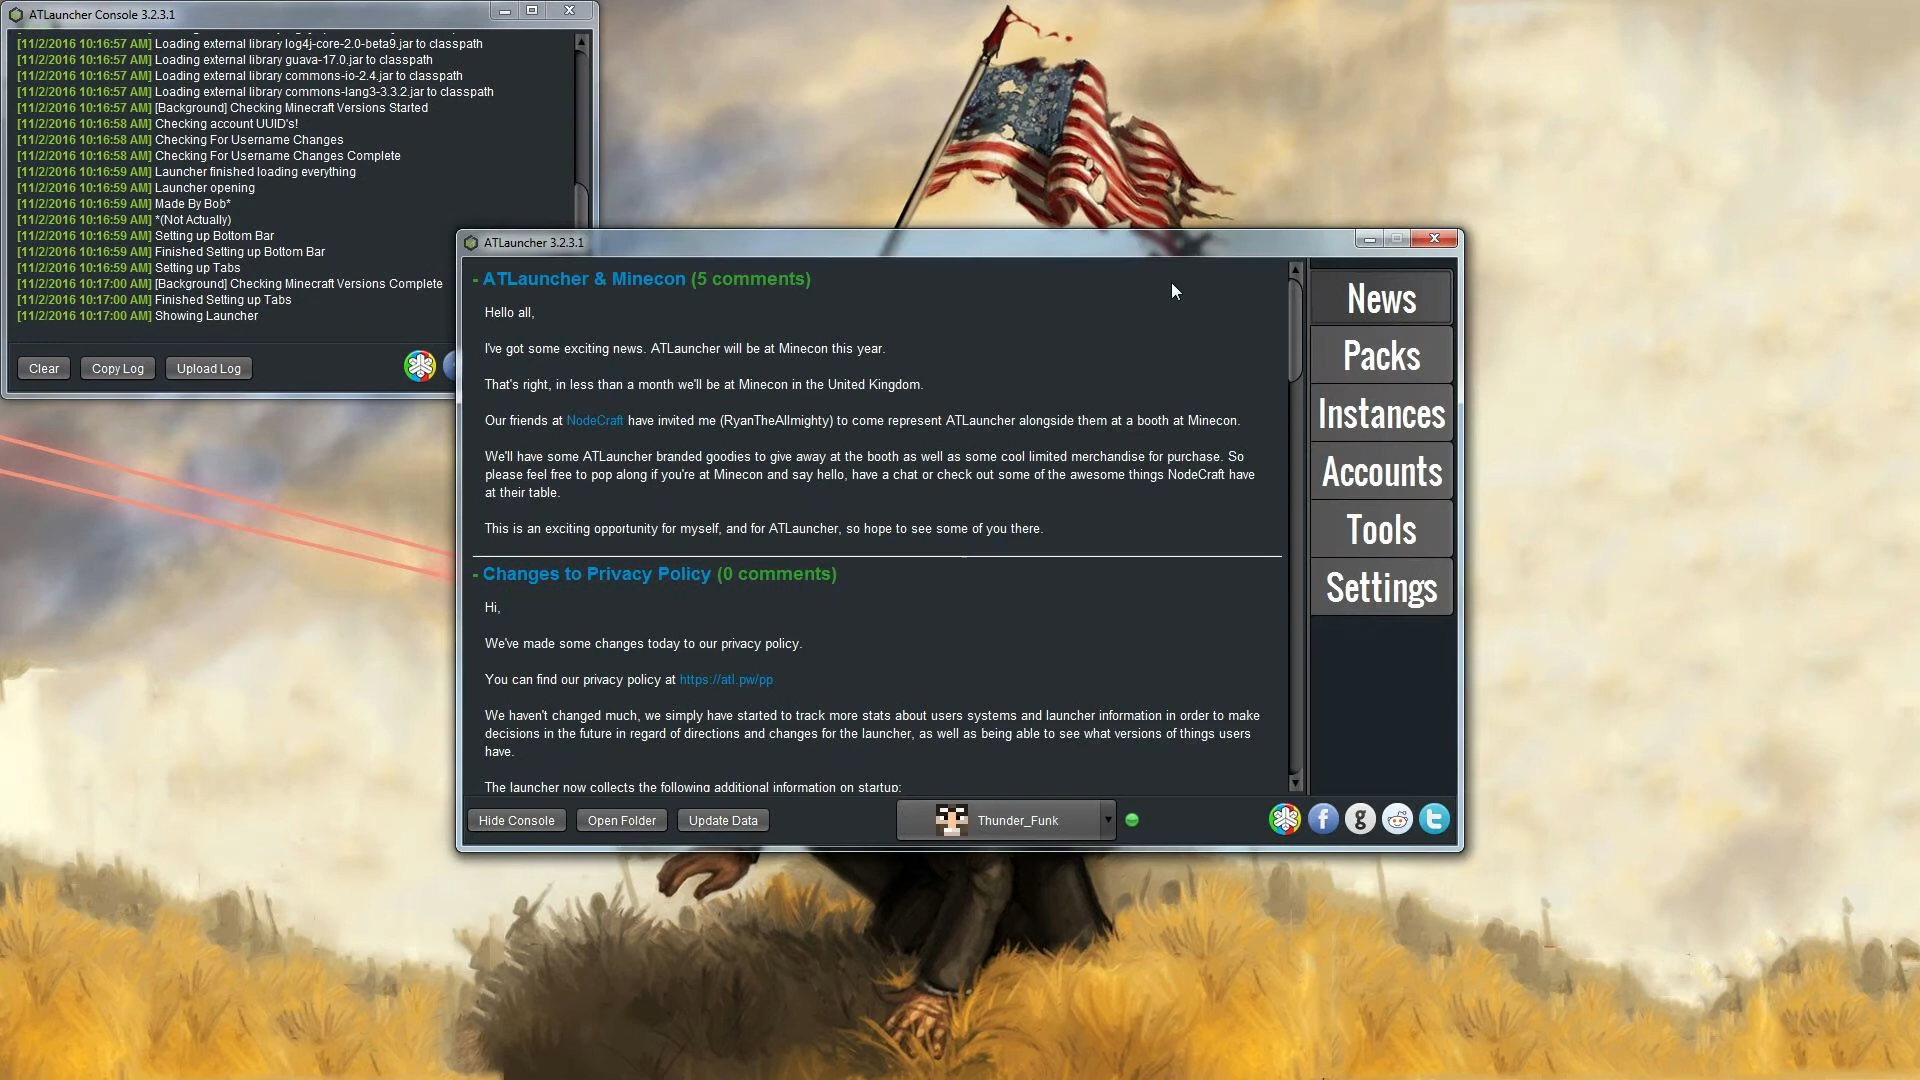 ATLauncher Console 3.2.3.1
[11/2/2016 10:16:57 AM] Loading external library log4j-core-2.0-beta9.jar to classpath
[11/2/2016 10:16:57 AM] Loading external library guava-17.0.jar to classpath
[11/2/2016 10:16:57 AM] Loading external library commons-io-2.4.jar to classpath
[11/2/2016 10:16:57 AM] Loading external library commons-lang3-3.3.2.jar to classpath
[11/2/2016 10:16:57 AM] [Background] Checking Minecraft Versions Started
[11/2/2016 10:16:58 AM] Checking account UUID's!
[11/2/2016 10:16:58 AM] Checking For Username Changes
[11/2/2016 10:16:58 AM] Checking For Username Changes Complete
[11/2/2016 10:16:59 AM] Launcher finished loading everything
[11/2/2016 10:16:59 AM] Launcher opening
[11/2/2016 10:16:59 AM] Made By Bob*
[11/2/2016 10:16:59 AM] *(Not Actually)
[11/2/2016 10:16:59 AM] Setting up Bottom Bar
[11/2/2016 10:16:59 AM] Finished Setting up Bottom Bar
[11/2/2016 10:16:59 AM] Setting up Tabs
[11/2/2016 10:17:00 AM] [Background] Checking Minecraft Versions Complete
[11/2/2016 10:17:00 AM] Finished Setting up Tabs
[11/2/2016 10:17:00 AM] Showing Launcher
Clear Copy Log Upload Log
ATLauncher 3.2.3.1
- ATLauncher & Minecon (5 comments)
Hello all,
I've got some exciting news. ATLauncher will be at Minecon this year.
That's right, in less than a month we'll be at Minecon in the United Kingdom.
Our friends at NodeCraft have invited me (RyanTheAllmighty) to come represent ATLauncher alongside them at a booth at Minecon.
We'll have some ATLauncher branded goodies to give away at the booth as well as some cool limited merchandise for purchase. So
please feel free to pop along if you're at Minecon and say hello, have a chat or check out some of the awesome things NodeCraft have
at their table.
This is an exciting opportunity for myself, and for ATLauncher, so hope to see some of you there.
- Changes to Privacy Policy (0 comments)
Hi,
We've made some changes today to our privacy policy.
You can find our privacy policy at https://atl.pw/pp
We haven't changed much, we simply have started to track more stats about users systems and launcher information in order to make
decisions in the future in regard of directions and changes for the launcher, as well as being able to see what versions of things users
have.
The launcher now collects the following additional information on startup:
News
Packs
Instances
Accounts
Tools
Settings
Hide Console Open Folder Update Data Thunder_Funk